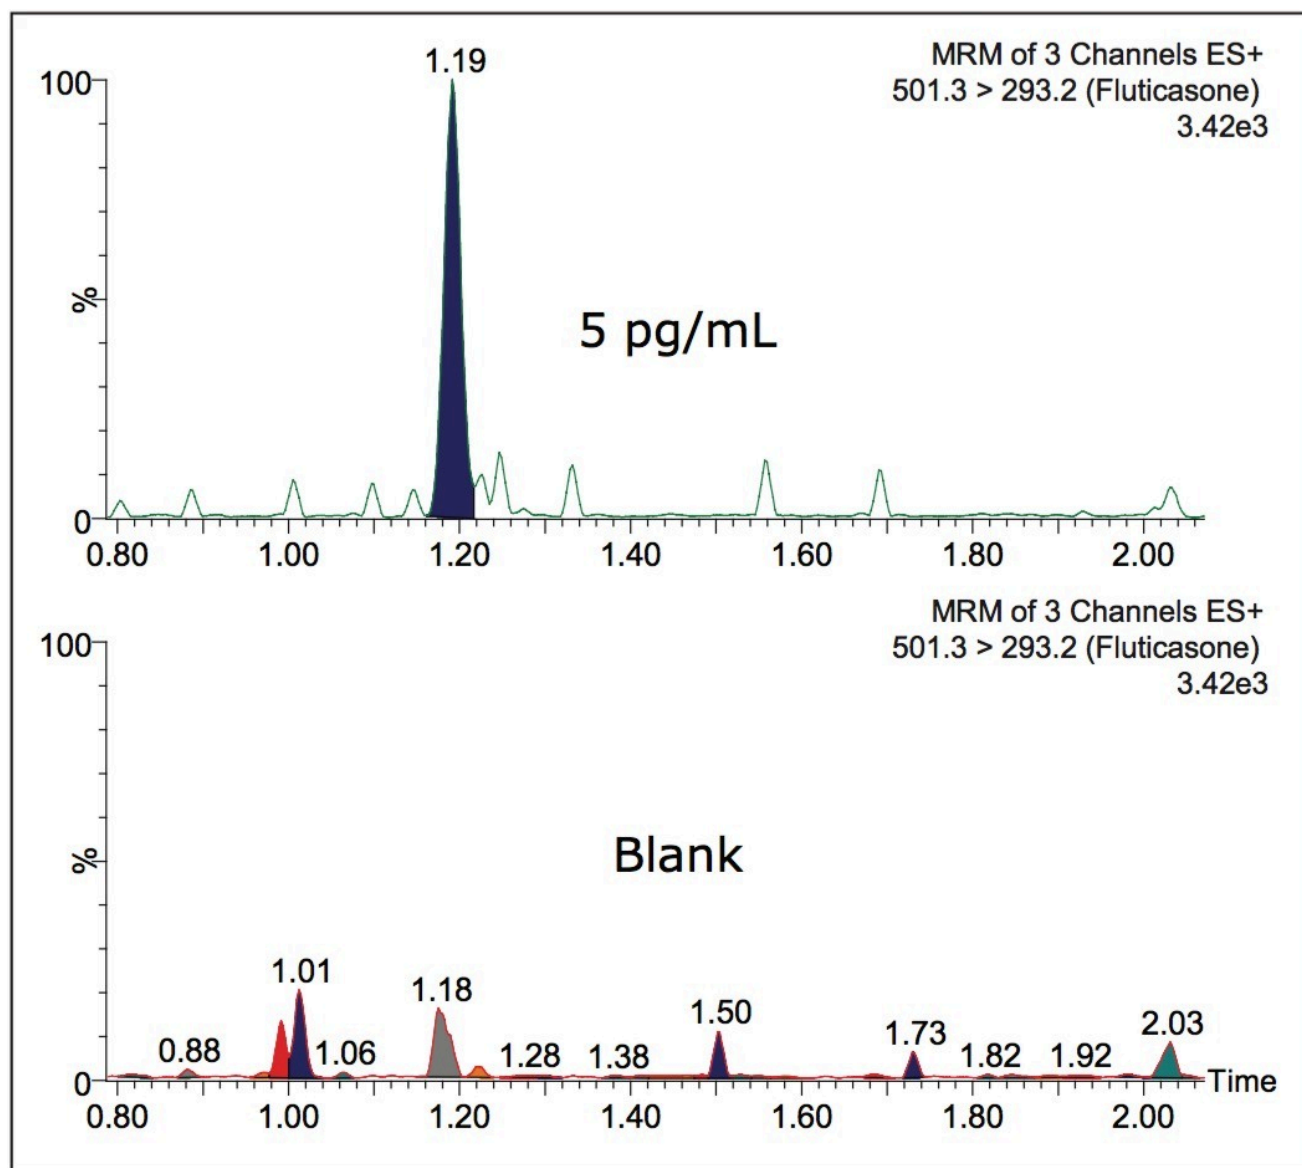 MRM of 3 Channels ES+
501.3 > 293.2 (Fluticasone)
3.42e3
1.19
100
%
5 pg/mL
0
0.80 1.00 1.20 1.40 1.60 1.80 2.00
MRM of 3 Channels ES+
501.3 > 293.2 (Fluticasone)
3.42e3
100
%
Blank
1.01
1.18
1.50
2.03
0.88
1.06
1.28
1.38
1.73
1.82
1.92
0
Time
0.80 1.00 1.20 1.40 1.60 1.80 2.00